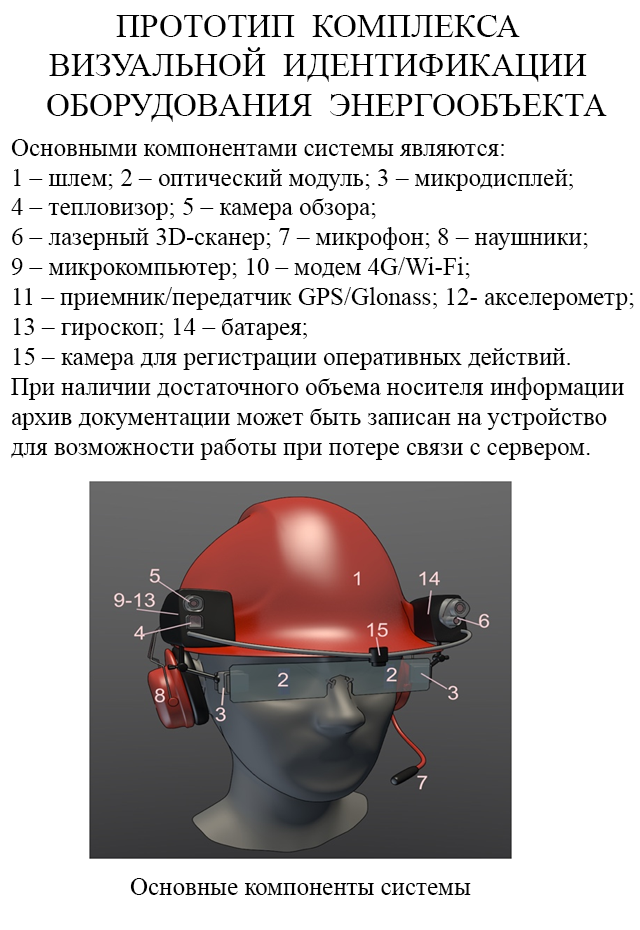 ПРОТОТИП КОМПЛЕКСА
ВИЗУАЛЬНОЙ ИДЕНТИФИКАЦИИ
ОБОРУДОВАНИЯ ЭНЕРГООБЪЕКТА
Основными компонентами системы являются:
1 – шлем; 2 – оптический модуль; 3 – микродисплей;
4 – тепловизор; 5 – камера обзора;
6 – лазерный 3D-сканер; 7 – микрофон; 8 – наушники;
9 – микрокомпьютер; 10 – модем 4G/Wi-Fi;
11 – приемник/передатчик GPS/Glonass; 12- акселерометр;
13 – гироскоп; 14 – батарея;
15 – камера для регистрации оперативных действий.
При наличии достаточного объема носителя информации
архив документации может быть записан на устройство
для возможности работы при потере связи с сервером.
5
1
14
9-13
4
15
6
2
2
8
3
3
7
Основные компоненты системы